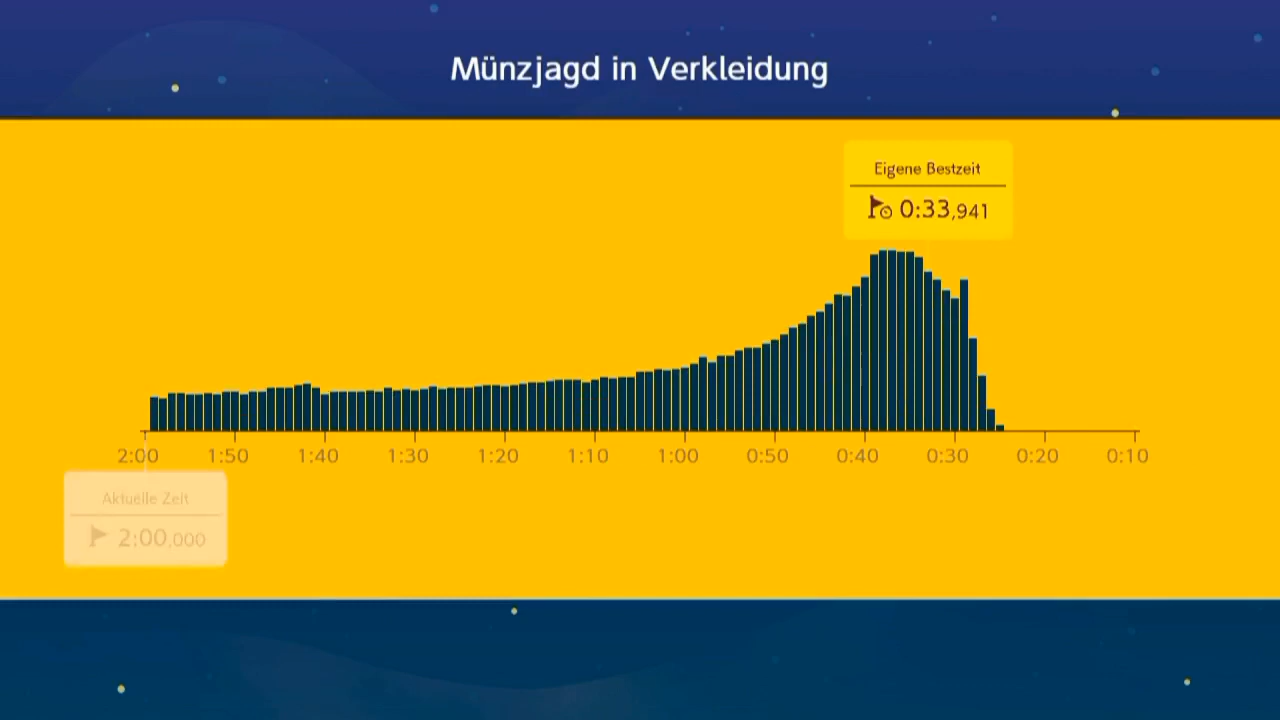 Münzjagd in Verkleidung
Eigene Bestzeit
0:33,941
2:00 1:50 1:40 1:30 1:20 1:10 1:00 0:50 0:40 0:30 0:20 0:10
Aktuelle Zeit
2:00,000